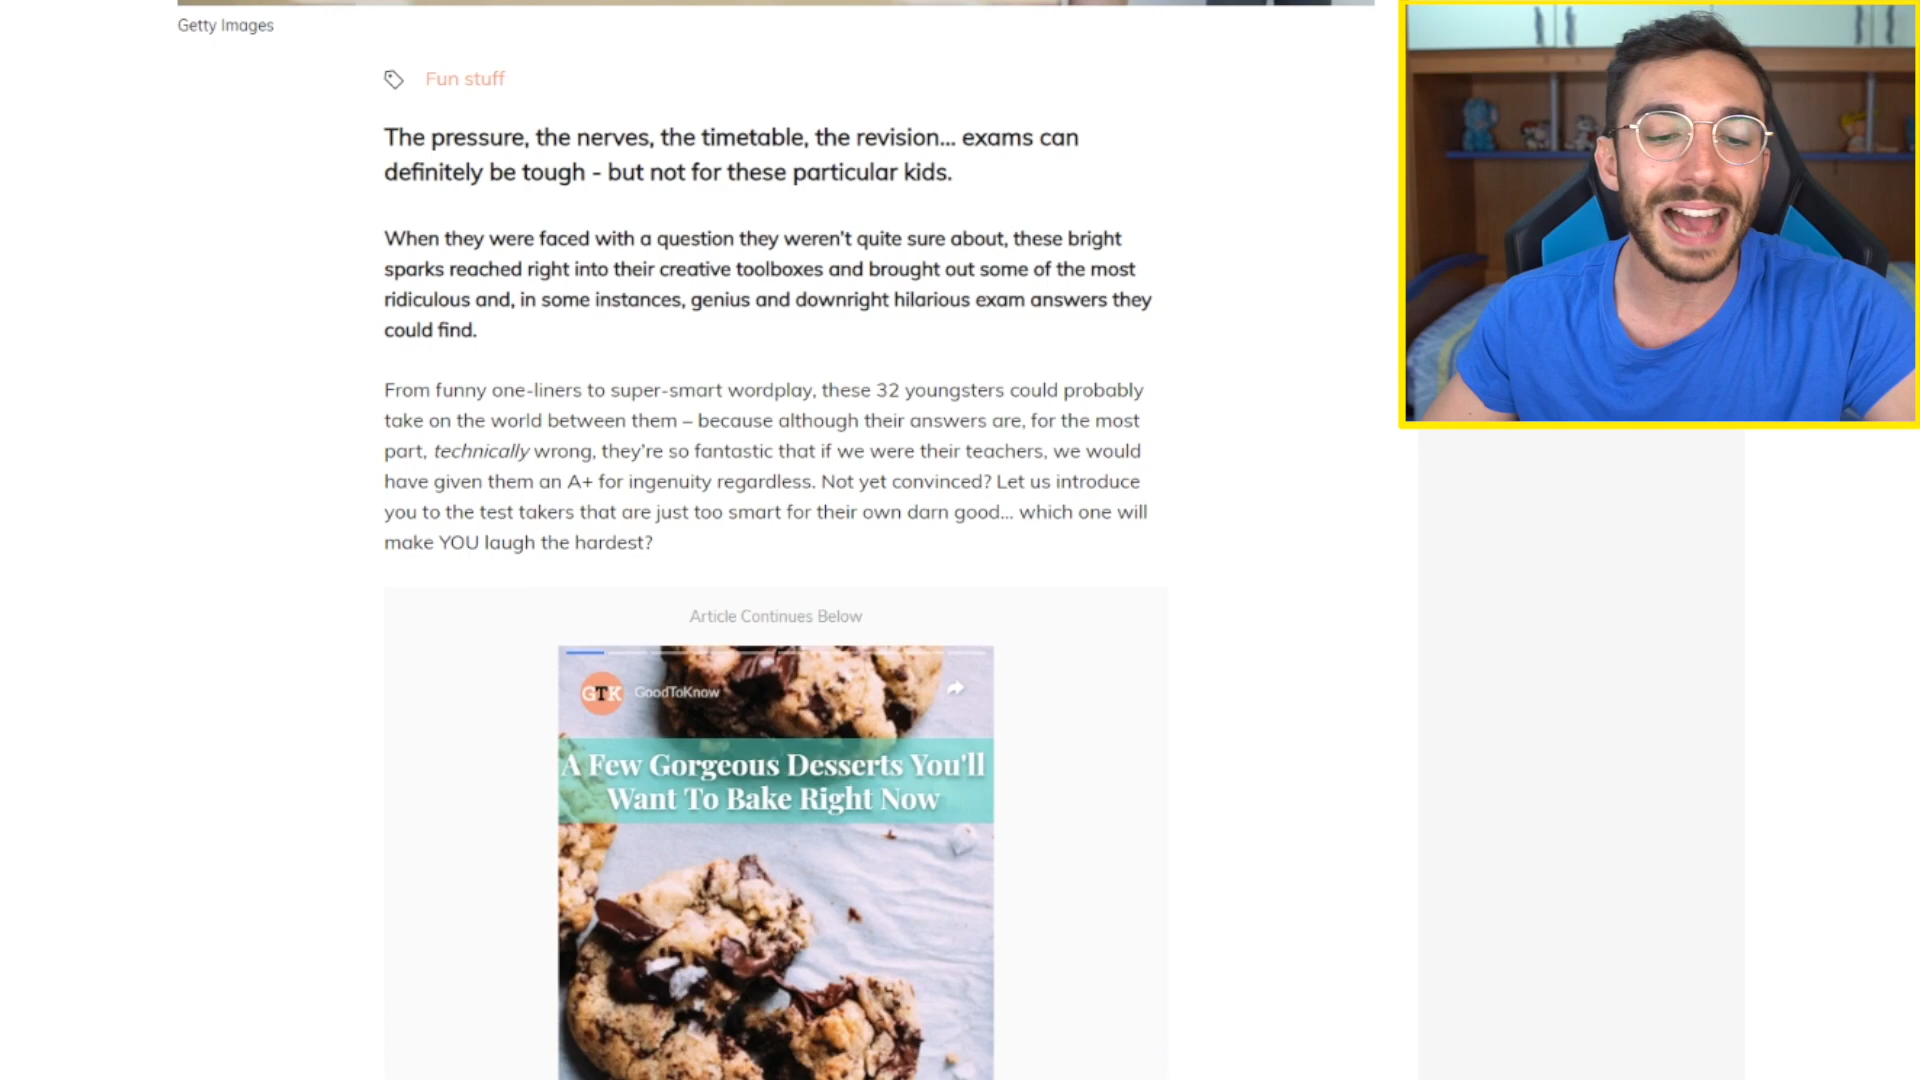 Getty Images
Fun stuff
The pressure, the nerves, the timetable, the revision... exams can
definitely be tough - but not for these particular kids.
When they were faced with a question they weren't quite sure about, these bright
sparks reached right into their creative toolboxes and brought out some of the most
ridiculous and, in some instances, genius and downright hilarious exam answers they
could find.
From funny one-liners to super-smart wordplay, these 32 youngsters could probably
take on the world between them – because although their answers are, for the most
part, technically wrong, they're so fantastic that if we were their teachers, we would
have given them an A+ for ingenuity regardless. Not yet convinced? Let us introduce
you to the test takers that are just too smart for their own darn good... which one will
make YOU laugh the hardest?
Article Continues Below
GTK GoodToKnow
A Few Gorgeous Desserts You'll
Want To Bake Right Now